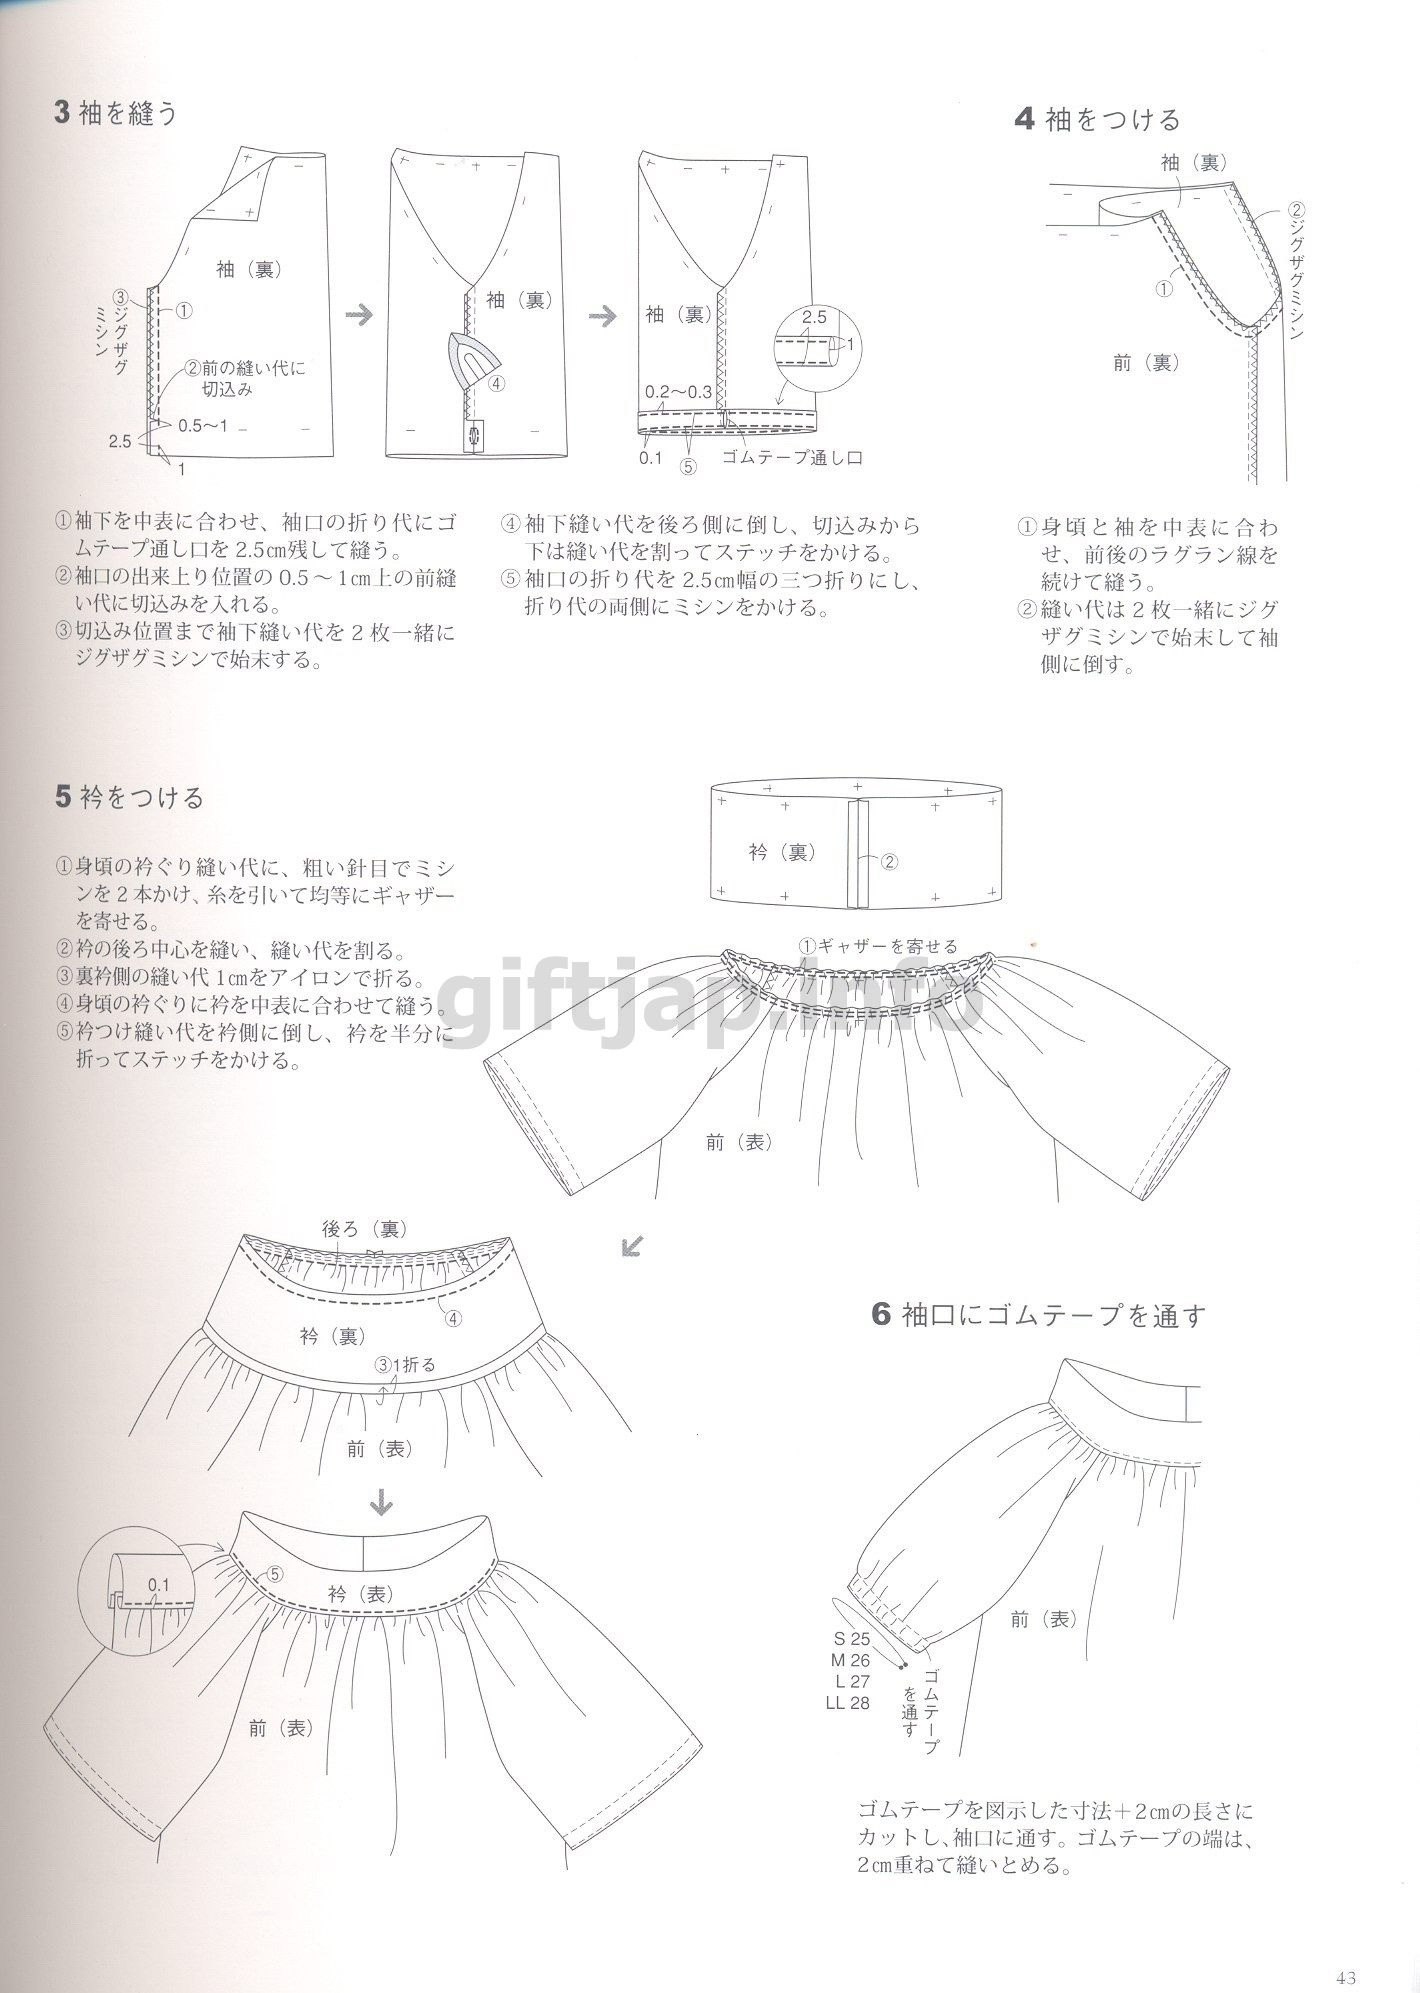 3 袖を縫う
袖（裏）
③ジグザグ
ミシン
①
②前の縫い代に
切込み
0.5〜1
2.5
1
袖（裏）
④
袖（裏）
2.5
1
0.2〜0.3
0.1
⑤
ゴムテープ通し口
①袖下を中表に合わせ、袖口の折り代にゴ
ムテープ通し口を2.5㎝残して縫う。
②袖口の出来上り位置の0.5〜1㎝上の前縫
い代に切込みを入れる。
③切込み位置まで袖下縫い代を2枚一緒に
ジグザグミシンで始末する。
④袖下縫い代を後ろ側に倒し、切込みから
下は縫い代を割ってステッチをかける。
⑤袖口の折り代を2.5㎝幅の三つ折りにし、
折り代の両側にミシンをかける。
4 袖をつける
袖（裏）
②ジグザグミシン
①
前（裏）
①身頃と袖を中表に合わ
せ、前後のラグラン線を
続けて縫う。
②縫い代は2枚一緒にジグ
ザグミシンで始末して袖
側に倒す。
5 衿をつける
①身頃の衿ぐり縫い代に、粗い針目でミシ
ンを2本かけ、糸を引いて均等にギャザー
を寄せる。
②衿の後ろ中心を縫い、縫い代を割る。
③裏衿側の縫い代1㎝をアイロンで折る。
④身頃の衿ぐりに衿を中表に合わせて縫う。
⑤衿つけ縫い代を衿側に倒し、衿を半分に
折ってステッチをかける。
衿（裏）
②
①ギャザーを寄せる
giftjap.info
前（表）
後ろ（裏）
④
衿（裏）
③1折る
前（表）
0.1
⑤
衿（表）
前（表）
6 袖口にゴムテープを通す
前（表）
S 25
M 26
L 27
LL 28
ゴムテープ
を通す
ゴムテープを図示した寸法＋2㎝の長さに
カットし、袖口に通す。ゴムテープの端は、
2㎝重ねて縫いとめる。
43